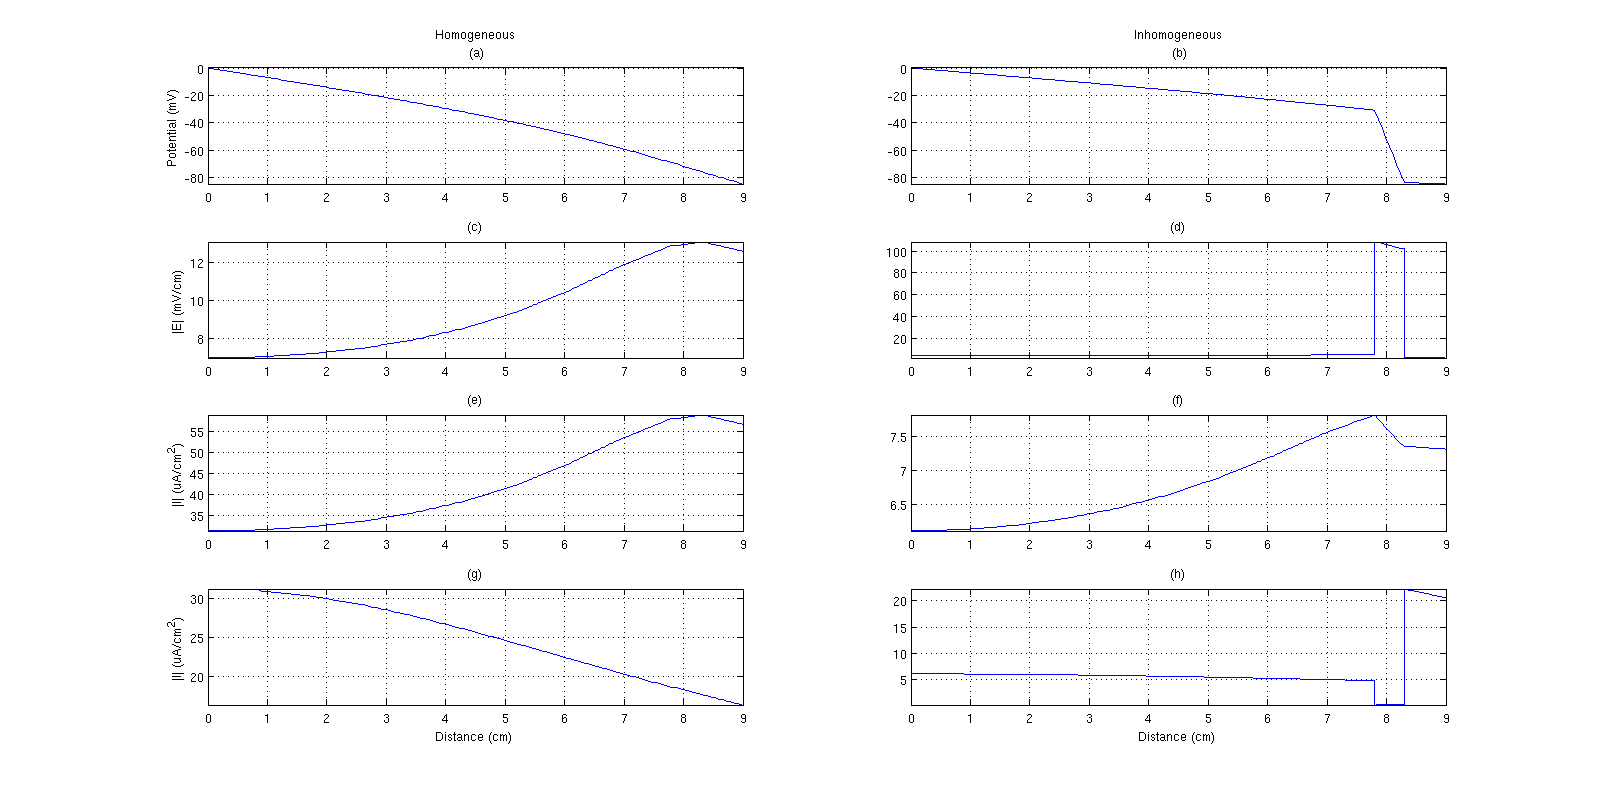 Homogeneous
(a)
0
-20
-40
-60
-80
Potential (mV)
0 1 2 3 4 5 6 7 8 9
Inhomogeneous
(b)
0
-20
-40
-60
-80
0 1 2 3 4 5 6 7 8 9
(c)
12
10
8
|E| (mV/cm)
0 1 2 3 4 5 6 7 8 9
(d)
100
80
60
40
20
0 1 2 3 4 5 6 7 8 9
(e)
55
50
45
40
35
|I| (uA/cm²)
0 1 2 3 4 5 6 7 8 9
(f)
7.5
7
6.5
0 1 2 3 4 5 6 7 8 9
(g)
30
25
20
|I| (uA/cm²)
0 1 2 3 4 5 6 7 8 9
Distance (cm)
(h)
20
15
10
5
0 1 2 3 4 5 6 7 8 9
Distance (cm)